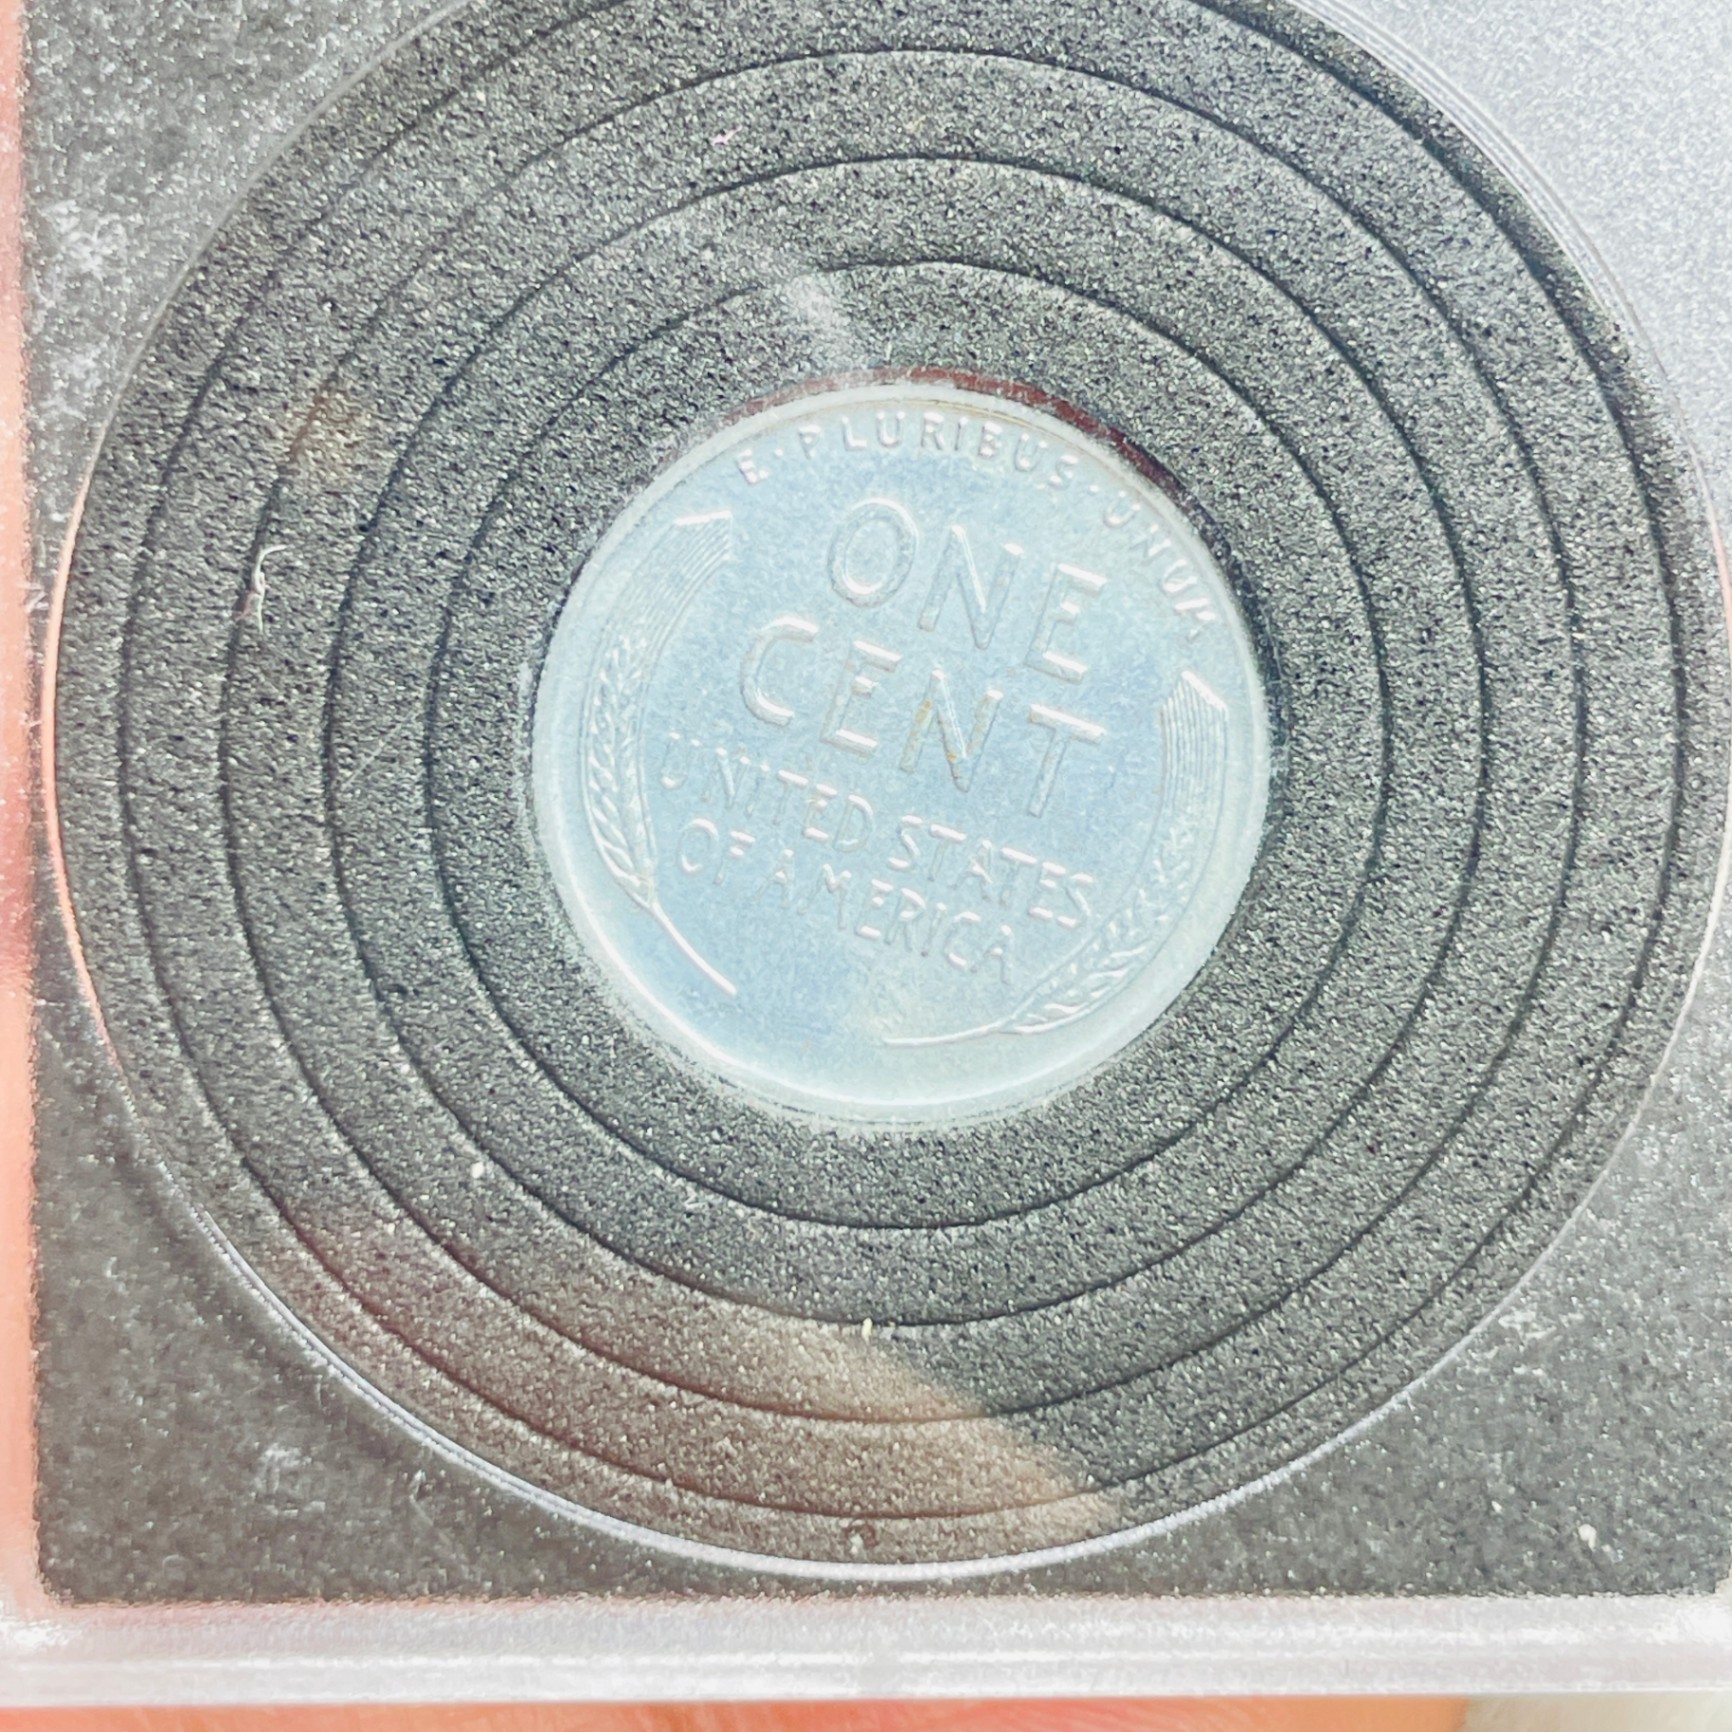 E·PLURIBUS·UNUM
ONE
CENT
UNITED STATES
OF AMERICA